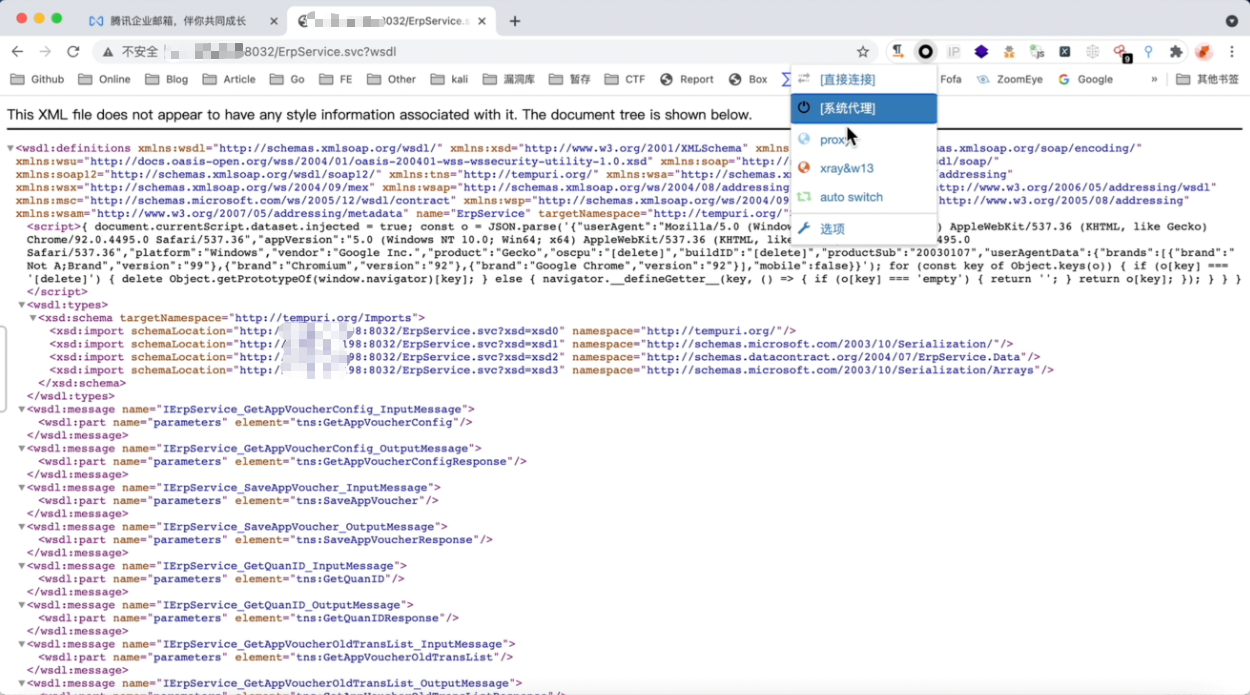 腾讯企业邮箱，伴你共同成长
032/ErpService.s
不安全
8032/ErpService.svc?wsdl
IP
9
Github Online Blog Article Go FE Other kali 漏洞库 暂存 CTF Report Box Fofa ZoomEye Google » 其他书签
[直接连接]
[系统代理]
prox
xray&w13
auto switch
选项
This XML file does not appear to have any style information associated with it. The document tree is shown below.
<wsdl:definitions xmlns:wsdl="http://schemas.xmlsoap.org/wsdl/" xmlns:xsd="http://www.w3.org/2001/XMLSchema" xmlns as.xmlsoap.org/soap/encoding/"
xmlns:wsu="http://docs.oasis-open.org/wss/2004/01/oasis-200401-wss-wssecurity-utility-1.0.xsd" xmlns:soap="http:/ sdl/soap/"
xmlns:soap12="http://schemas.xmlsoap.org/wsdl/soap12/" xmlns:tns="http://tempuri.org/" xmlns:wsa="http://schemas. addressing"
xmlns:wsx="http://schemas.xmlsoap.org/ws/2004/09/mex" xmlns:wsap="http://schemas.xmlsoap.org/ws/2004/08/addressin http://www.w3.org/2006/05/addressing/wsdl"
xmlns:msc="http://schemas.microsoft.com/ws/2005/12/wsdl/contract" xmlns:wsp="http://schemas.xmlsoap.org/ws/2004/09 http://www.w3.org/2005/08/addressing"
xmlns:wsam="http://www.w3.org/2007/05/addressing/metadata" name="ErpService" targetNamespace="http://tempuri.org/"
<script>{ document.currentScript.dataset.injected = true; const o = JSON.parse('{"userAgent":"Mozilla/5.0 (Window ) AppleWebKit/537.36 (KHTML, like Gecko)
Chrome/92.0.4495.0 Safari/537.36","appVersion":"5.0 (Windows NT 10.0; Win64; x64) AppleWebKit/537.36 (KHTML, like 95.0
Safari/537.36","platform":"Windows","vendor":"Google Inc.","product":"Gecko","oscpu":"[delete]","buildID":"[delete]","productSub":"20030107","userAgentData":{"brands":[{"brand":"
Not A;Brand","version":"99"},{"brand":"Chromium","version":"92"},{"brand":"Google Chrome","version":"92"}],"mobile":false}}'); for (const key of Object.keys(o)) { if (o[key] ===
'[delete]') { delete Object.getPrototypeOf(window.navigator)[key]; } else { navigator.__defineGetter__(key, () => { if (o[key] === 'empty') { return ''; } return o[key]; }); } } }
</script>
<wsdl:types>
<xsd:schema targetNamespace="http://tempuri.org/Imports">
<xsd:import schemaLocation="http:/ 8:8032/ErpService.svc?xsd=xsd0" namespace="http://tempuri.org/"/>
<xsd:import schemaLocation="http:/ 98:8032/ErpService.svc?xsd=xsd1" namespace="http://schemas.microsoft.com/2003/10/Serialization/"/>
<xsd:import schemaLocation="http:/ 98:8032/ErpService.svc?xsd=xsd2" namespace="http://schemas.datacontract.org/2004/07/ErpService.Data"/>
<xsd:import schemaLocation="http:/ 98:8032/ErpService.svc?xsd=xsd3" namespace="http://schemas.microsoft.com/2003/10/Serialization/Arrays"/>
</xsd:schema>
</wsdl:types>
<wsdl:message name="IErpService_GetAppVoucherConfig_InputMessage">
<wsdl:part name="parameters" element="tns:GetAppVoucherConfig"/>
</wsdl:message>
<wsdl:message name="IErpService_GetAppVoucherConfig_OutputMessage">
<wsdl:part name="parameters" element="tns:GetAppVoucherConfigResponse"/>
</wsdl:message>
<wsdl:message name="IErpService_SaveAppVoucher_InputMessage">
<wsdl:part name="parameters" element="tns:SaveAppVoucher"/>
</wsdl:message>
<wsdl:message name="IErpService_SaveAppVoucher_OutputMessage">
<wsdl:part name="parameters" element="tns:SaveAppVoucherResponse"/>
</wsdl:message>
<wsdl:message name="IErpService_GetQuanID_InputMessage">
<wsdl:part name="parameters" element="tns:GetQuanID"/>
</wsdl:message>
<wsdl:message name="IErpService_GetQuanID_OutputMessage">
<wsdl:part name="parameters" element="tns:GetQuanIDResponse"/>
</wsdl:message>
<wsdl:message name="IErpService_GetAppVoucherOldTransList_InputMessage">
<wsdl:part name="parameters" element="tns:GetAppVoucherOldTransList"/>
</wsdl:message>
<wsdl:message name="IErpService_GetAppVoucherOldTransList_OutputMessage">